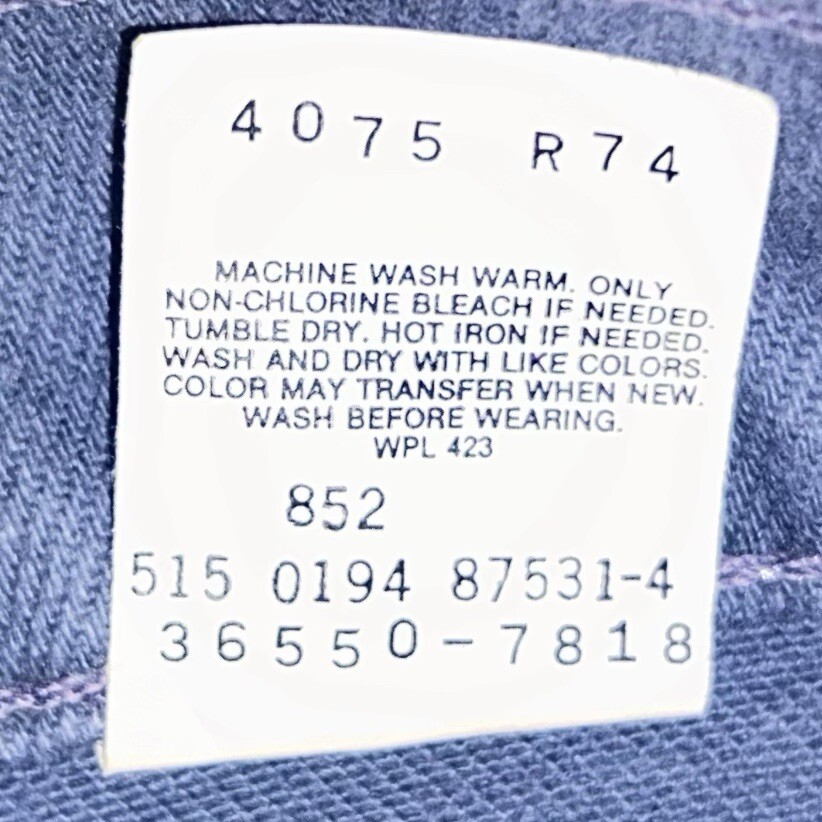 4075 R74
MACHINE WASH WARM. ONLY
NON-CHLORINE BLEACH IF NEEDED.
TUMBLE DRY. HOT IRON IF NEEDED.
WASH AND DRY WITH LIKE COLORS.
COLOR MAY TRANSFER WHEN NEW.
WASH BEFORE WEARING.
WPL 423
852
515 0194 87531-4
36550-7818